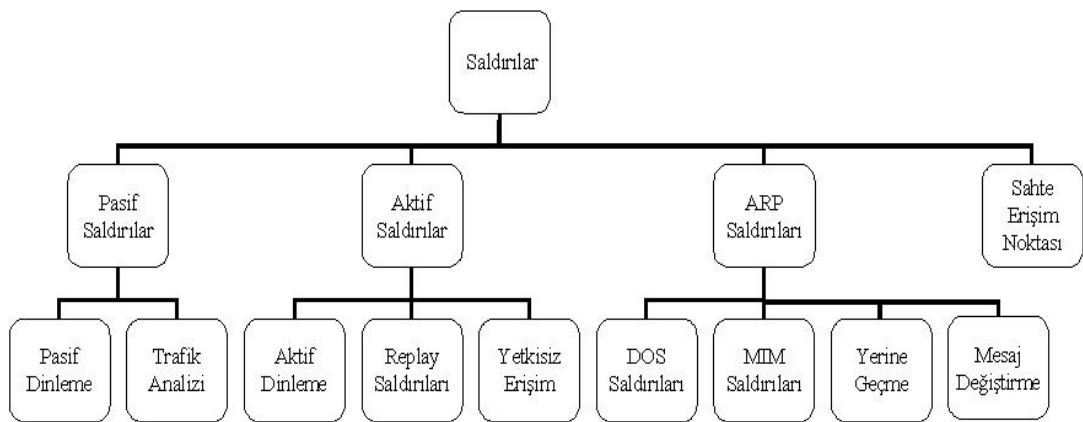 Saldırılar
Pasif
Saldırılar
Aktif
Saldırılar
ARP
Saldırıları
Sahte
Erişim
Noktası
Pasif
Dinleme
Trafik
Analizi
Aktif
Dinleme
Replay
Saldırıları
Yetkisiz
Erişim
DOS
Saldırıları
MIM
Saldırıları
Yerine
Geçme
Mesaj
Değiştirme